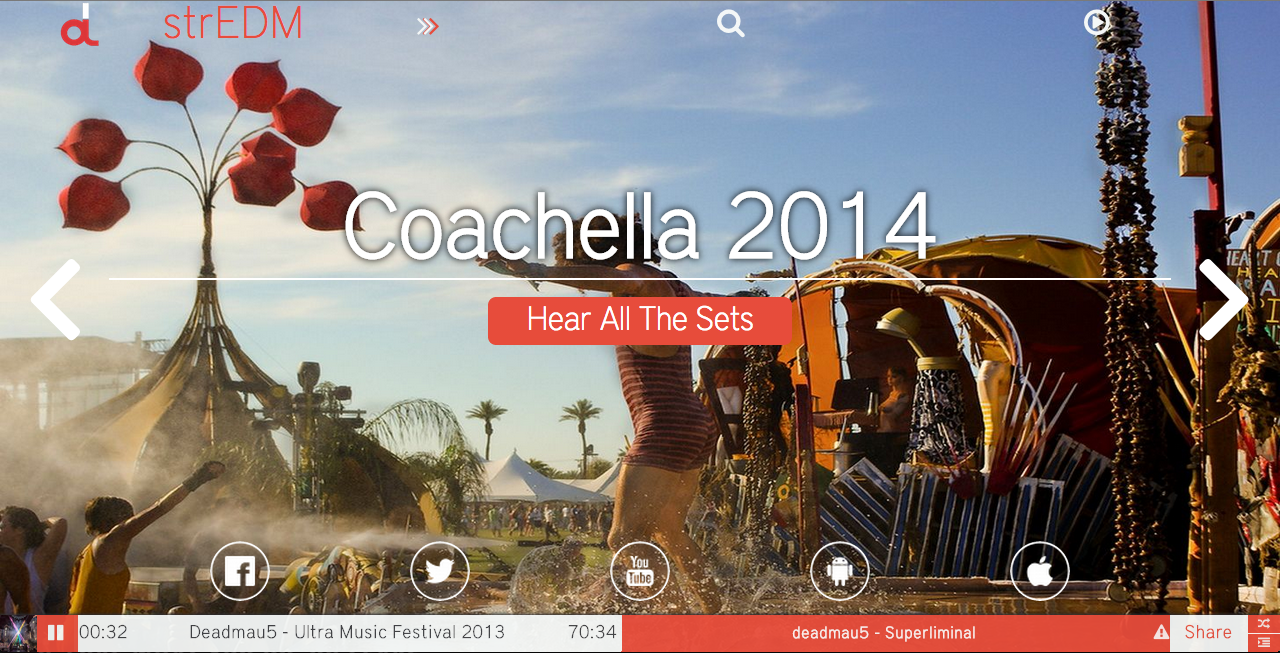 strEDM
Coachella 2014
Hear All The Sets
HEART
You
Tube
00:32 Deadmau5 - Ultra Music Festival 2013 70:34 deadmau5 - Superliminal Share